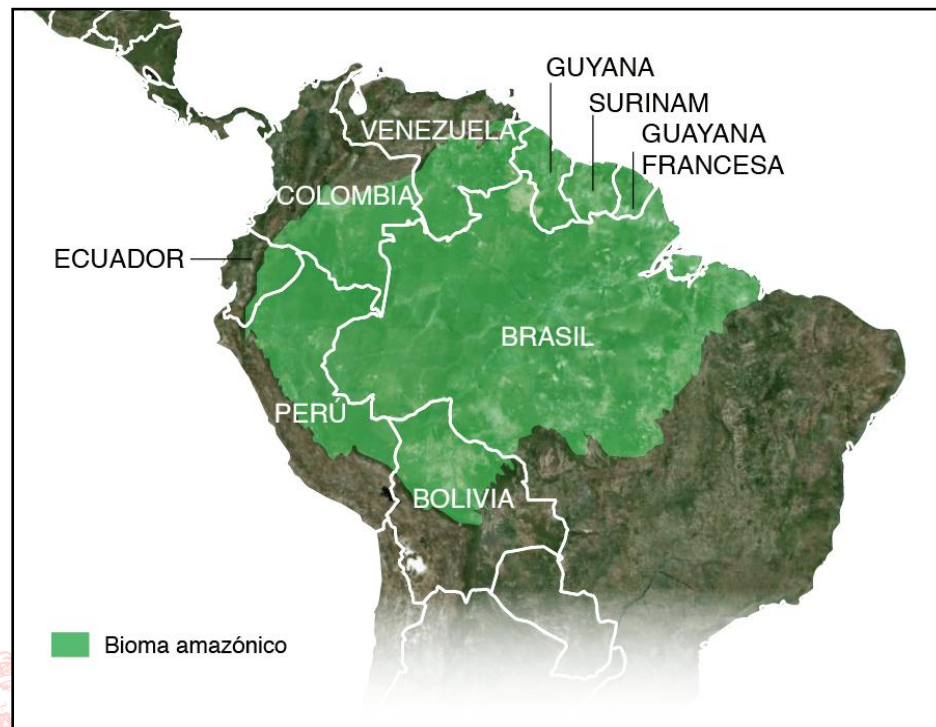 GUYANA
SURINAM
GUAYANA
FRANCESA
VENEZUELA
COLOMBIA
ECUADOR
BRASIL
PERÚ
BOLIVIA
Bioma amazónico